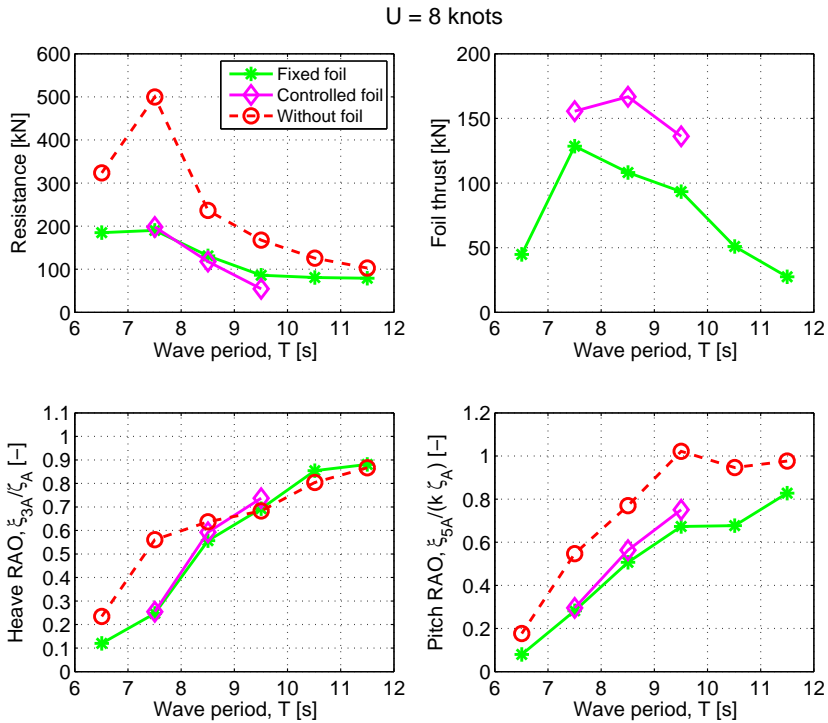 U = 8 knots
Resistance [kN]
600
500
400
300
200
100
0
6 7 8 9 10 11 12
Wave period, T [s]
Fixed foil
Controlled foil
Without foil
Foil thrust [kN]
200
150
100
50
0
6 7 8 9 10 11 12
Wave period, T [s]
Heave RAO, ξ3A/ζA [−]
1.1
1
0.9
0.8
0.7
0.6
0.5
0.4
0.3
0.2
0.1
0
6 7 8 9 10 11 12
Wave period, T [s]
Pitch RAO, ξ5A/(k ζA) [−]
1.2
1
0.8
0.6
0.4
0.2
0
6 7 8 9 10 11 12
Wave period, T [s]